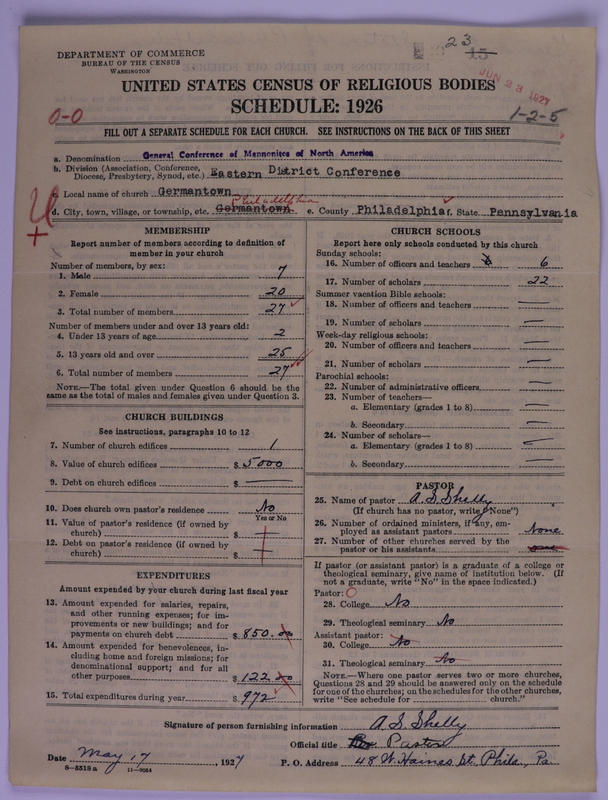 DEPARTMENT OF COMMERCE
BUREAU OF THE CENSUS
WASHINGTON
23
15
JUN 23 1927
UNITED STATES CENSUS OF RELIGIOUS BODIES
SCHEDULE: 1926
0-0
1-2-5
FILL OUT A SEPARATE SCHEDULE FOR EACH CHURCH. SEE INSTRUCTIONS ON THE BACK OF THIS SHEET
a. Denomination General Conference of Mennonites of North America
b. Division (Association, Conference, Diocese, Presbytery, Synod, etc.) Eastern District Conference
c. Local name of church Germantown
Philadelphia
d. City, town, village, or township, etc. Germantown e. County Philadelphia f. State Pennsylvania
MEMBERSHIP
Report number of members according to definition of
member in your church
Number of members, by sex:
1. Male 7
2. Female 20
3. Total number of members 27
Number of members under and over 13 years old:
4. Under 13 years of age 2
5. 13 years old and over 25
6. Total number of members 27
NOTE.—The total given under Question 6 should be the
same as the total of males and females given under Question 3.
CHURCH BUILDINGS
See instructions, paragraphs 10 to 12
7. Number of church edifices 1
8. Value of church edifices $ 5000
9. Debt on church edifices $ —
10. Does church own pastor's residence No
Yes or No
11. Value of pastor's residence (if owned by
church) $
12. Debt on pastor's residence (if owned by
church) $
EXPENDITURES
Amount expended by your church during last fiscal year
13. Amount expended for salaries, repairs,
and other running expenses; for im-
provements or new buildings; and for
payments on church debt $ 850.00
14. Amount expended for benevolences, in-
cluding home and foreign missions; for
denominational support; and for all
other purposes $ 122.00
15. Total expenditures during year $ 972
CHURCH SCHOOLS
Report here only schools conducted by this church
Sunday schools:
16. Number of officers and teachers 6
17. Number of scholars 22
Summer vacation Bible schools:
18. Number of officers and teachers —
19. Number of scholars —
Week-day religious schools:
20. Number of officers and teachers —
21. Number of scholars —
Parochial schools:
22. Number of administrative officers —
23. Number of teachers—
a. Elementary (grades 1 to 8) —
b. Secondary —
24. Number of scholars—
a. Elementary (grades 1 to 8) —
b. Secondary —
PASTOR
25. Name of pastor A. S. Shelly
(If church has no pastor, write "None")
26. Number of ordained ministers, if any, em-
ployed as assistant pastors None
27. Number of other churches served by the
pastor or his assistants
If pastor (or assistant pastor) is a graduate of a college or
theological seminary, give name of institution below. (If
not a graduate, write "No" in the space indicated.)
Pastor: O
28. College No
29. Theological seminary No
Assistant pastor:
30. College No
31. Theological seminary No
NOTE.—Where one pastor serves two or more churches,
Questions 28 and 29 should be answered only on the schedule
for one of the churches; on the schedules for the other churches,
write "See schedule for church."
Signature of person furnishing information A. S. Shelly
Official title Pastor
Date May 17, 1927 P. O. Address 48 W. Haines St. Phila., Pa.
8-5318 a 11-9064